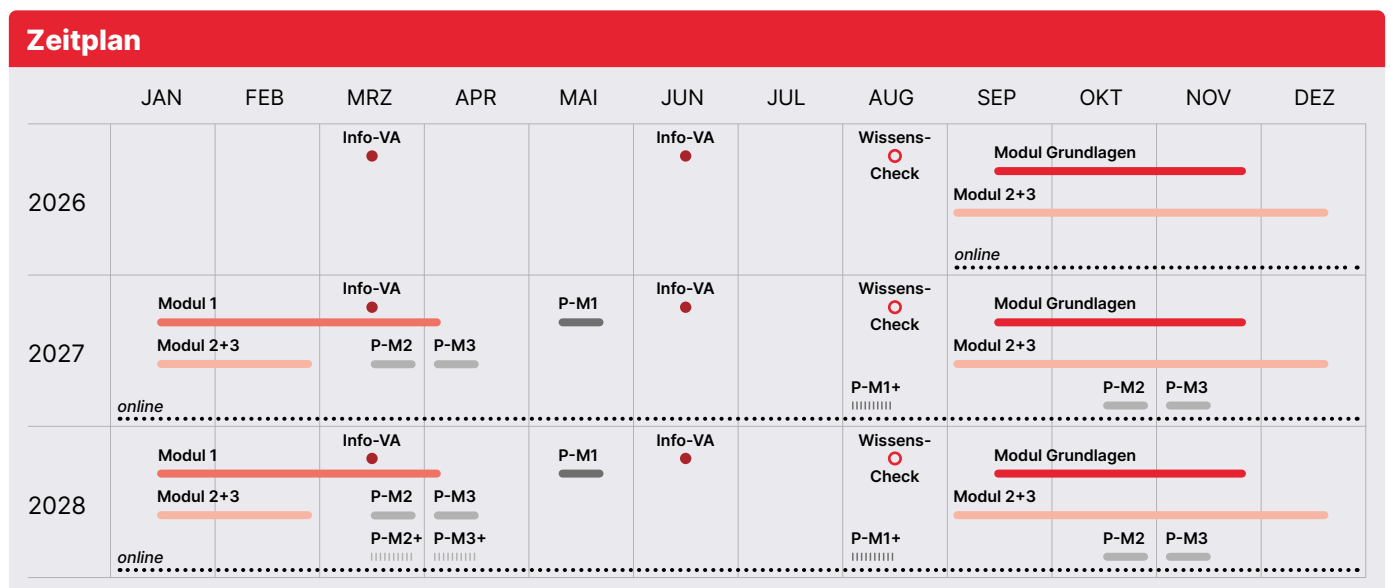 Zeitplan
JAN FEB MRZ APR MAI JUN JUL AUG SEP OKT NOV DEZ
2026
Info-VA
Info-VA
Wissens-
Check
Modul Grundlagen
Modul 2+3
online
2027
Modul 1
Info-VA
P-M1
Info-VA
Wissens-
Check
Modul Grundlagen
Modul 2+3
P-M2
P-M3
Modul 2+3
P-M1+
P-M2
P-M3
online
2028
Modul 1
Info-VA
P-M1
Info-VA
Wissens-
Check
Modul Grundlagen
Modul 2+3
P-M2
P-M3
Modul 2+3
P-M2+
P-M3+
P-M1+
P-M2
P-M3
online